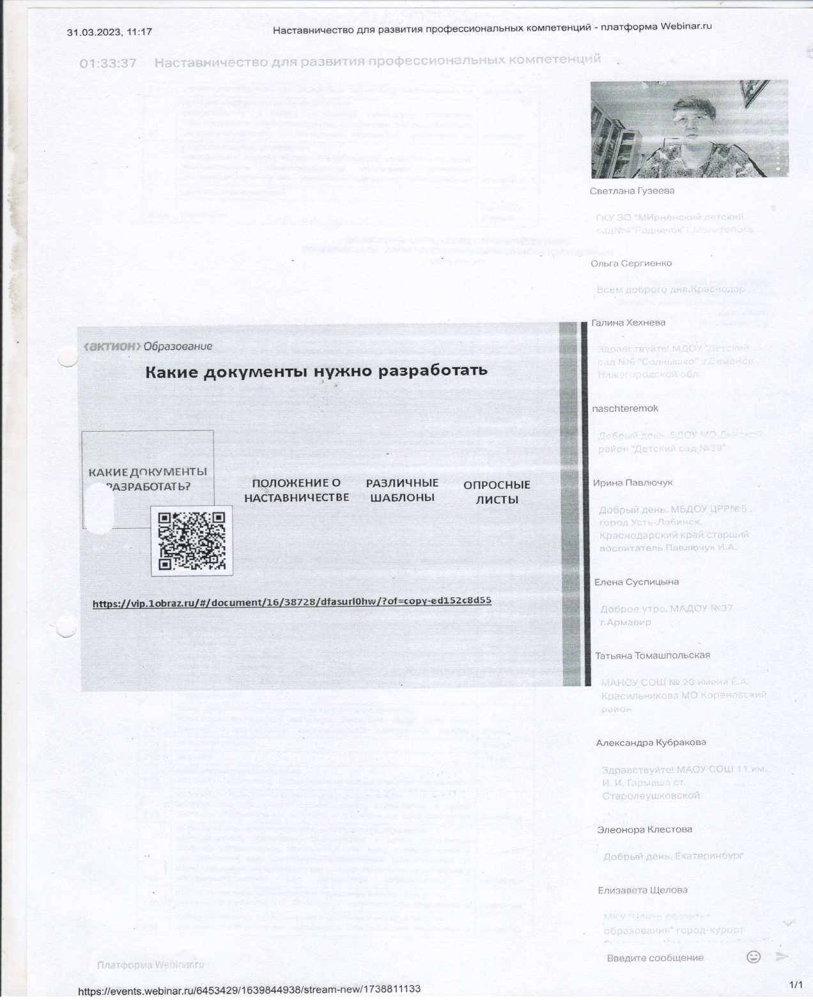 31.03.2023, 11:17
Наставничество для развития профессиональных компетенций - платформа Webinar.ru
01:33:37 Наставничество для развития профессиональных компетенций
<актион> Образование
Какие документы нужно разработать
КАКИЕ ДОКУМЕНТЫ
РАЗРАБОТАТЬ?
ПОЛОЖЕНИЕ О
НАСТАВНИЧЕСТВЕ
РАЗЛИЧНЫЕ
ШАБЛОНЫ
ОПРОСНЫЕ
ЛИСТЫ
https://vip.1obraz.ru/#/document/16/38728/dfasurl0hw/?of=copy-ed152c8d55
Светлана Гузеева
ГКУ ЗО "МИрненский детский
сад№4"Родничок Г.Мелитополь
Ольга Сергиенко
Всем доброго дня.Краснодар
Галина Хехнева
Здравствуйте! МДОУ "Детский
сад №6 "Солнышко" г.Семенов
Нижегородской обл.
naschteremok
Добрый день. БДОУ МО Динской
район "Детский сад №59"
Ирина Павлючук
Добрый день. МБДОУ ЦРР№5 .
город Усть-Лабинск,
Краснодарский край старший
воспитатель Павлючук И.А.
Елена Суспицына
Доброе утро. МАДОУ №37
г.Армавир
Татьяна Томашпольская
МАНОУ СОШ № 20 имени Е.А.
Красильникова МО Кореновский
район
Александра Кубракова
Здравствуйте! МАОУ СОШ 11 им.
И. И. Гармаша ст.
Старолеушковской
Элеонора Клестова
Добрый день. Екатеринбург
Елизавета Щелова
МКУ "Центр развития
образования" город-курорт
Введите сообщение
Платформа Webinar.ru
https://events.webinar.ru/6453429/1639844938/stream-new/1738811133
1/1